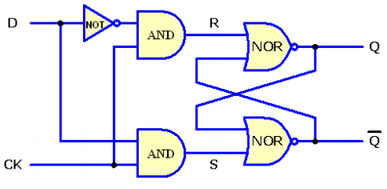 D NOT AND R NOR Q
CK AND S NOR Q̅